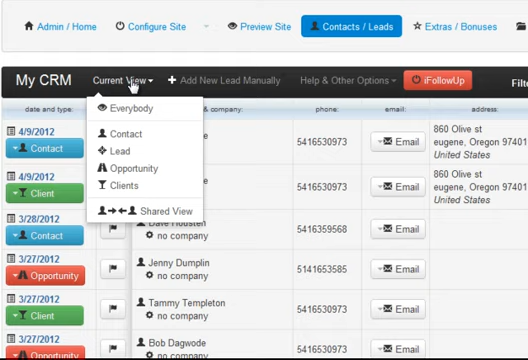 Admin / Home Configure Site Preview Site Contacts / Leads Extras / Bonuses
My CRM Current View Add New Lead Manually Help & Other Options iFollowUp Filt
date and type: & company: phone: email: address:
Everybody
Contact
Lead
Opportunity
Clients
Shared View
4/9/2012
Contact
5416530973
Email
860 Olive st
eugene, Oregon 97401
United States
4/9/2012
Client
5416530973
Email
860 Olive st
eugene, Oregon 9740
United States
3/28/2012
Contact
no company
5416359568
Email
3/27/2012
Opportunity
Jenny Dumplin
no company
5141653585
Email
3/27/2012
Client
Tammy Templeton
no company
5416530973
Email
3/27/2012
Opportunity
Bob Dagwode
no company
5416530973
Email